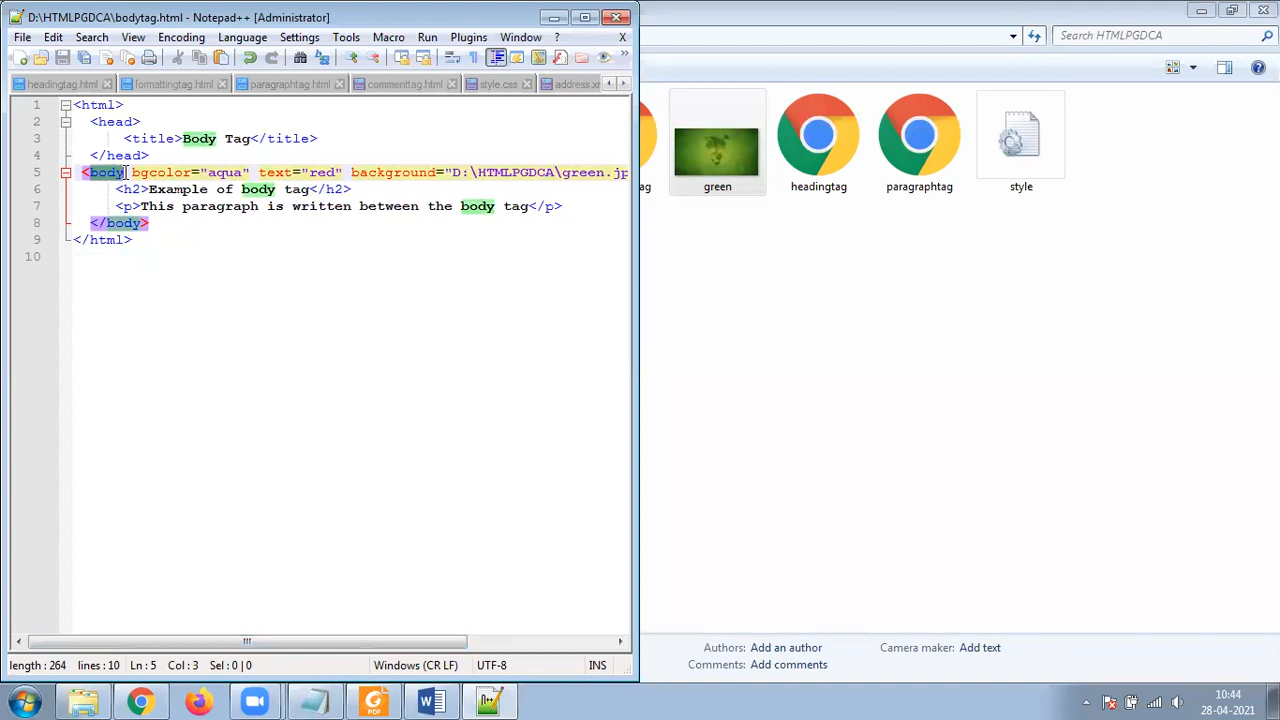 D:\HTMLPGDCA\bodytag.html - Notepad++ [Administrator]
File Edit Search View Encoding Language Settings Tools Macro Run Plugins Window ? X
headingtag.html formattingtag.html paragraphtag.html commenttag.html style.css address.xm
1 <html>
2 <head>
3 <title>Body Tag</title>
4 </head>
5 <body bgcolor="aqua" text="red" background="D:\HTMLPGDCA\green.jp
6 <h2>Example of body tag</h2>
7 <p>This paragraph is written between the body tag</p>
8 </body>
9 </html>
10
length : 264 lines : 10 Ln : 5 Col : 3 Sel : 0 | 0 Windows (CR LF) UTF-8 INS
Search HTMLPGDCA
ag green headingtag paragraphtag style
Authors: Add an author Camera maker: Add text
Comments: Add comments
PDF
10:44
28-04-2021